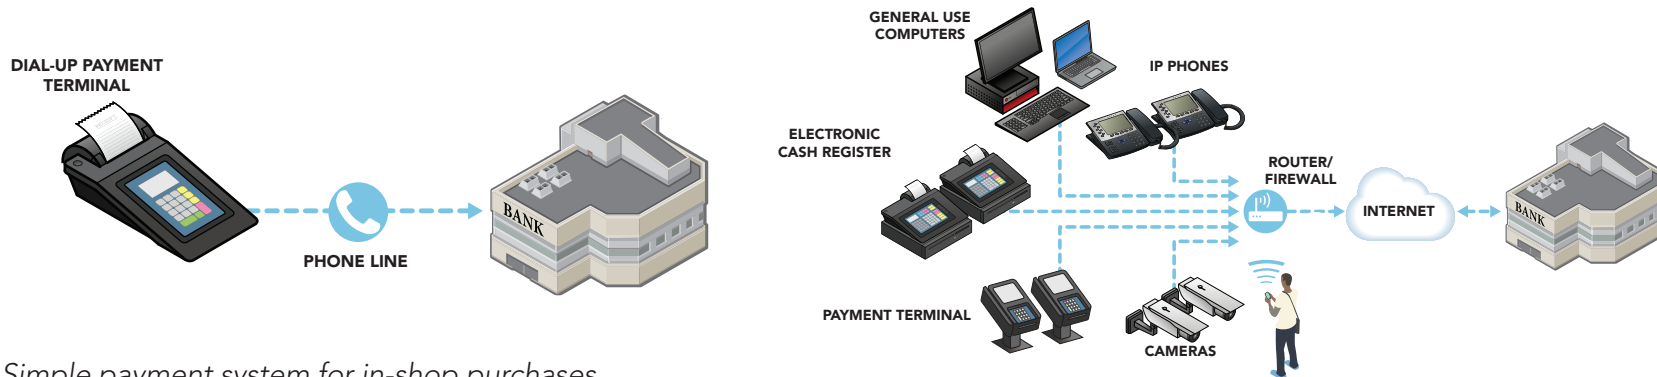 DIAL-UP PAYMENT
TERMINAL
PHONE LINE
BANK
Simple payment system for in-shop purchases
GENERAL USE
COMPUTERS
IP PHONES
ELECTRONIC
CASH REGISTER
ROUTER/
FIREWALL
INTERNET
BANK
PAYMENT TERMINAL
CAMERAS